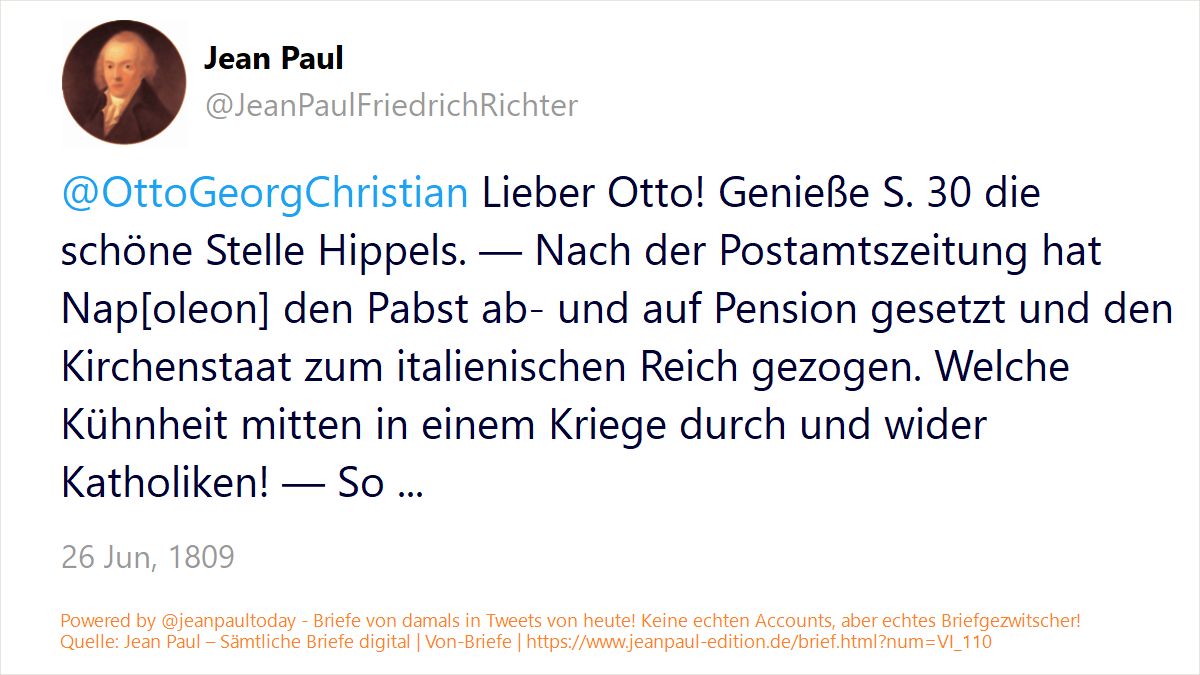 Jean Paul
@JeanPaulFriedrichRichter
@OttoGeorgChristian Lieber Otto! Genieße S. 30 die
schöne Stelle Hippels. — Nach der Postamtszeitung hat
Nap[oleon] den Pabst ab- und auf Pension gesetzt und den
Kirchenstaat zum italienischen Reich gezogen. Welche
Kühnheit mitten in einem Kriege durch und wider
Katholiken! — So ...
26 Jun, 1809
Powered by @jeanpaultoday - Briefe von damals in Tweets von heute! Keine echten Accounts, aber echtes Briefgezwitscher!
Quelle: Jean Paul – Sämtliche Briefe digital | Von-Briefe | https://www.jeanpaul-edition.de/brief.html?num=VI_110